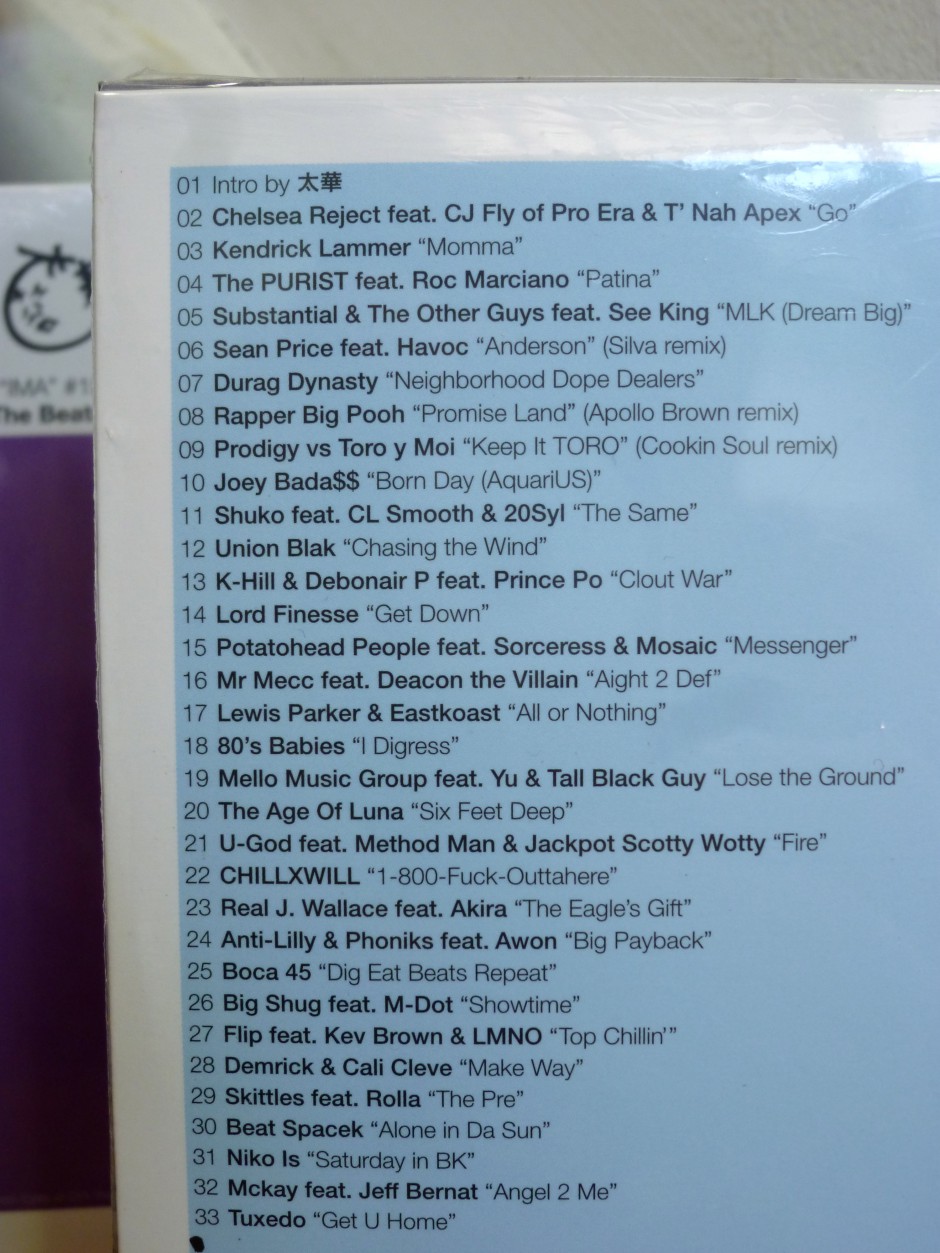 01 Intro by 太華
02 Chelsea Reject feat. CJ Fly of Pro Era & T’ Nah Apex “Go”
03 Kendrick Lammer “Momma”
04 The PURIST feat. Roc Marciano “Patina”
05 Substantial & The Other Guys feat. See King “MLK (Dream Big)”
06 Sean Price feat. Havoc “Anderson” (Silva remix)
07 Durag Dynasty “Neighborhood Dope Dealers”
08 Rapper Big Pooh “Promise Land” (Apollo Brown remix)
09 Prodigy vs Toro y Moi “Keep It TORO” (Cookin Soul remix)
10 Joey Bada$$ “Born Day (AquariUS)”
11 Shuko feat. CL Smooth & 20Syl “The Same”
12 Union Blak “Chasing the Wind”
13 K-Hill & Debonair P feat. Prince Po “Clout War”
14 Lord Finesse “Get Down”
15 Potatohead People feat. Sorceress & Mosaic “Messenger”
16 Mr Mecc feat. Deacon the Villain “Aight 2 Def”
17 Lewis Parker & Eastkoast “All or Nothing”
18 80’s Babies “I Digress”
19 Mello Music Group feat. Yu & Tall Black Guy “Lose the Ground”
20 The Age Of Luna “Six Feet Deep”
21 U-God feat. Method Man & Jackpot Scotty Wotty “Fire”
22 CHILLXWILL “1-800-Fuck-Outtahere”
23 Real J. Wallace feat. Akira “The Eagle’s Gift”
24 Anti-Lilly & Phoniks feat. Awon “Big Payback”
25 Boca 45 “Dig Eat Beats Repeat”
26 Big Shug feat. M-Dot “Showtime”
27 Flip feat. Kev Brown & LMNO “Top Chillin’”
28 Demrick & Cali Cleve “Make Way”
29 Skittles feat. Rolla “The Pre”
30 Beat Spacek “Alone in Da Sun”
31 Niko Is “Saturday in BK”
32 Mckay feat. Jeff Bernat “Angel 2 Me”
33 Tuxedo “Get U Home”
“IMA” #1
The Beat